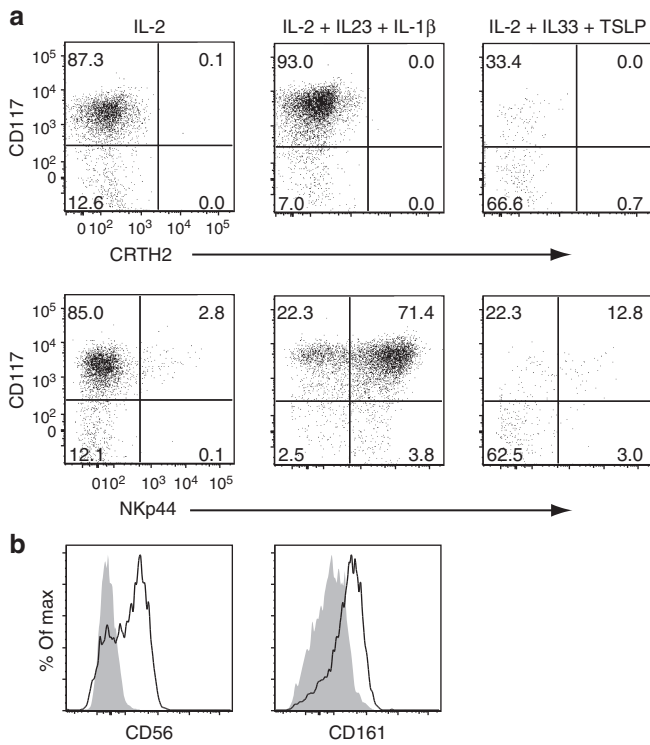 a
IL-2
IL-2 + IL23 + IL-1β
IL-2 + IL33 + TSLP
CD117
10⁵
10⁴
10³
10²
0
87.3
0.1
12.6
0.0
93.0
0.0
7.0
0.0
33.4
0.0
66.6
0.7
0 10² 10³ 10⁴ 10⁵
CRTH2
CD117
10⁵
10⁴
10³
10²
0
85.0
2.8
12.1
0.1
22.3
71.4
2.5
3.8
22.3
12.8
62.5
3.0
010² 10³ 10⁴ 10⁵
NKp44
b
% Of max
CD56
CD161